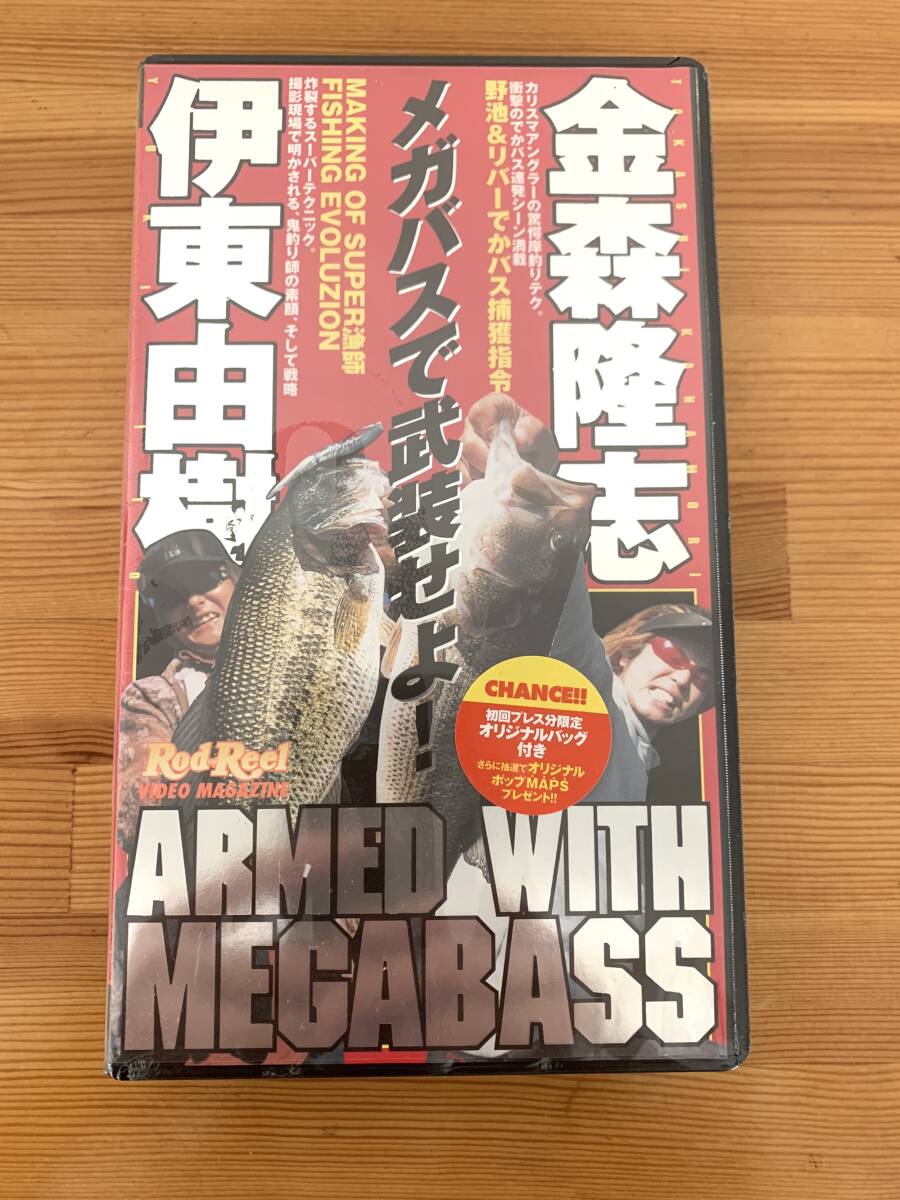 金森隆志
TAKASHI KANAMORI
カリスマアングラーの驚愕岸釣りテク。
衝撃のでかバス連発シーン満載
野池&リバーでかバス捕獲指令
メガバスで武装せよ!
伊東由樹
MAKING OF SUPER漁師
FISHING EVOLUZION
炸裂するスーパーテクニック。
撮影現場で明かされる、鬼釣り師の素顔、そして戦略
CHANCE!!
初回プレス分限定
オリジナルバッグ
付き
さらに抽選でオリジナル
ポップMAPS
プレゼント!!
Rod and Reel
VIDEO MAGAZINE
ARMED WITH
MEGABASS